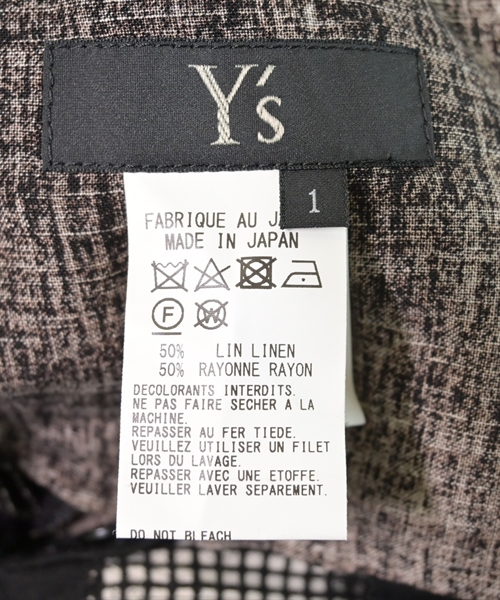 Y's
1
FABRIQUE AU J
MADE IN JAPAN
F W
50% LIN LINEN
50% RAYONNE RAYON
DECOLORANTS INTERDITS.
NE PAS FAIRE SECHER A LA
MACHINE.
REPASSER AU FER TIEDE.
VEUILLEZ UTILISER UN FILET
LORS DU LAVAGE.
REPASSER AVEC UNE ETOFFE.
VEUILLER LAVER SEPAREMENT.
DO NOT BLEACH